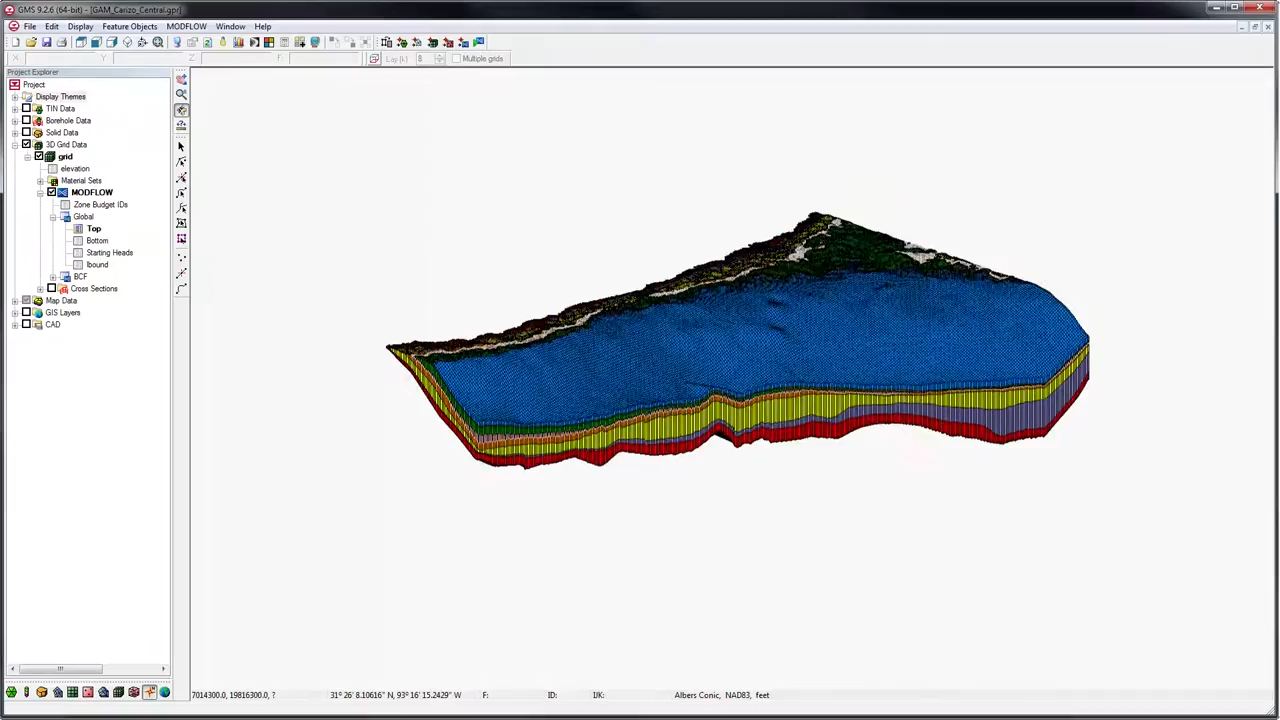 GMS 9.2.6 (64-bit) - [GAM_Carizo_Central.gpr]
File Edit Display Feature Objects MODFLOW Window Help
X Y Z F Lay (k) 8 Multiple grids
Project Explorer
Project
Display Themes
TIN Data
Borehole Data
Solid Data
3D Grid Data
grid
elevation
Material Sets
MODFLOW
Zone Budget IDs
Global
Top
Bottom
Starting Heads
Ibound
BCF
Cross Sections
Map Data
GIS Layers
CAD
7014300.0, 19816300.0, ? 31° 26' 8.10616" N, 93° 16' 15.2429" W F: ID: IJK: Albers Conic, NAD83, feet